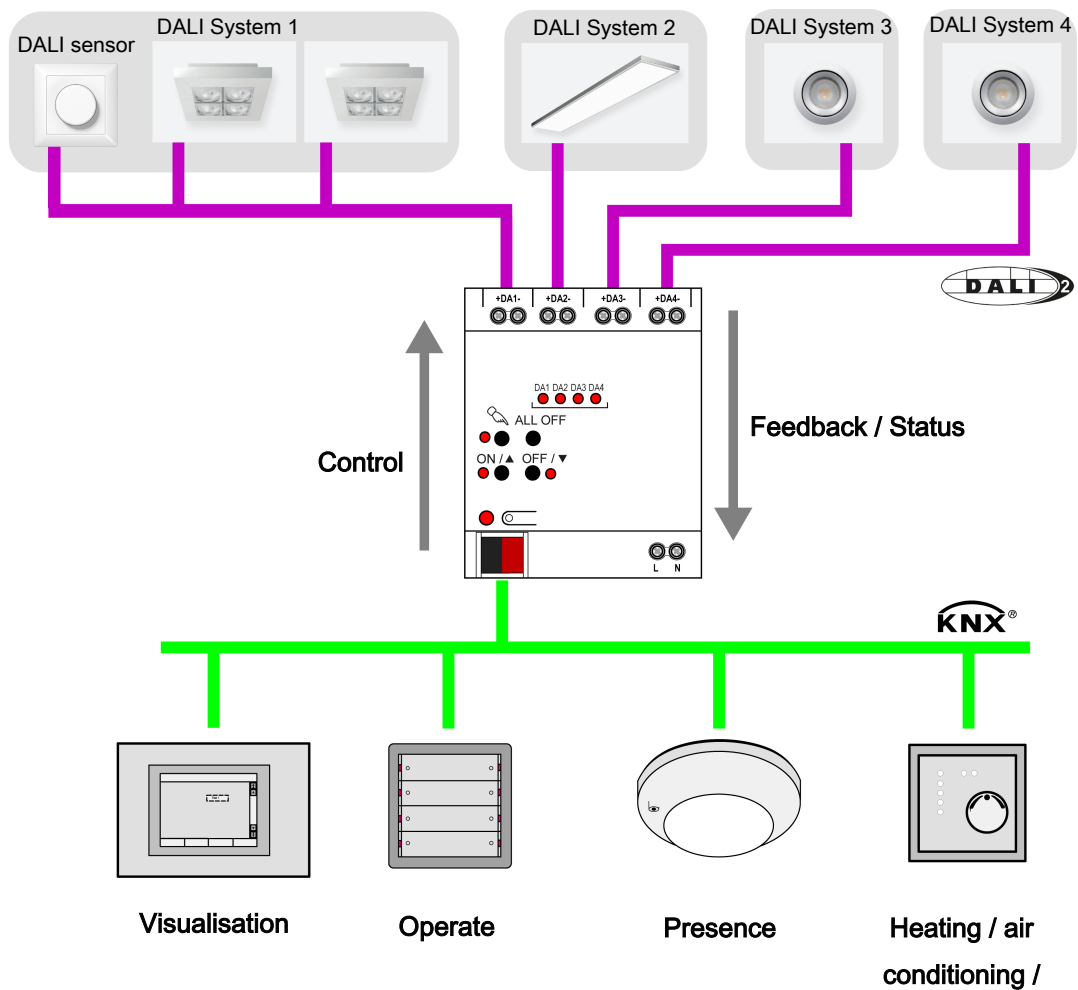 DALI System 1
DALI sensor
DALI System 2
DALI System 3
DALI System 4
DALI 2
+DA1-
+DA2-
+DA3-
+DA4-
DA1 DA2 DA3 DA4
ALL OFF
ON / ▲ OFF / ▼
L N
Control
Feedback / Status
KNX®
Visualisation
Operate
Presence
Heating / air
conditioning /